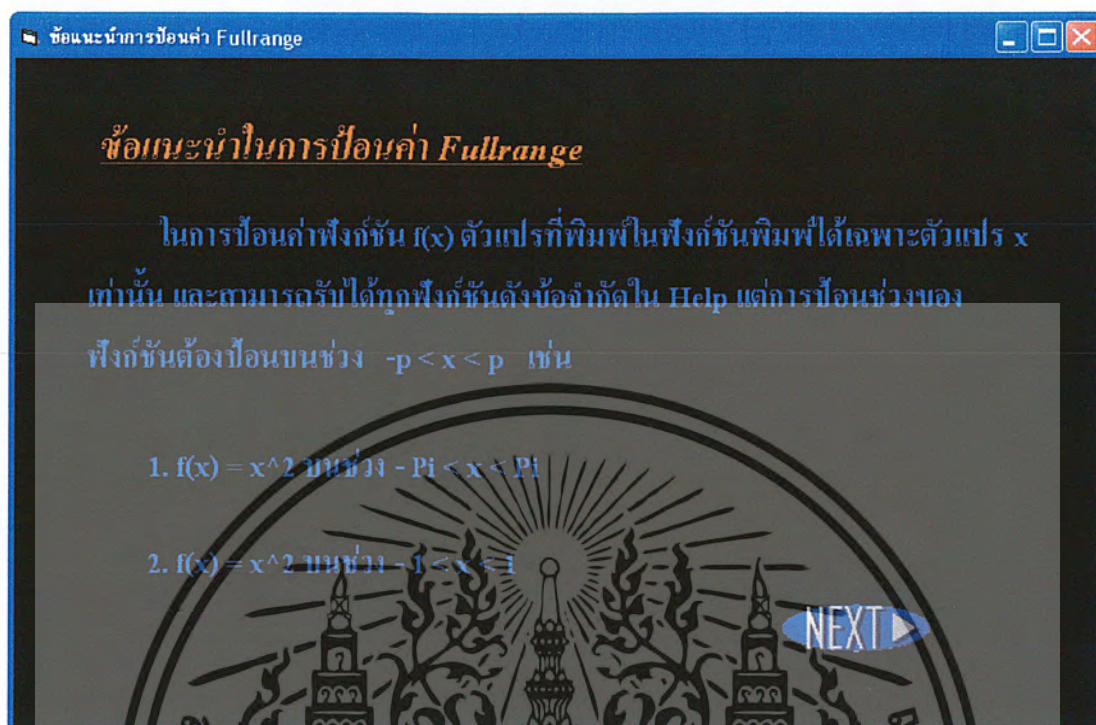 ข้อแนะนำการป้อนค่า Fullrange
ข้อแนะนำในการป้อนค่า Fullrange
ในการป้อนค่าฟังก์ชัน f(x) ตัวแปรที่พิมพ์ในฟังก์ชันพิมพ์ได้เฉพาะตัวแปร x
เท่านั้น และสามารถรับได้ทุกฟังก์ชันดังข้อจำกัดใน Help แต่การป้อนช่วงของ
ฟังก์ชันต้องป้อนบนช่วง -p < x < p เช่น
1. f(x) = x^2 บนช่วง - Pi < x < Pi
2. f(x) = x^2 บนช่วง - 1 < x < 1
NEXT